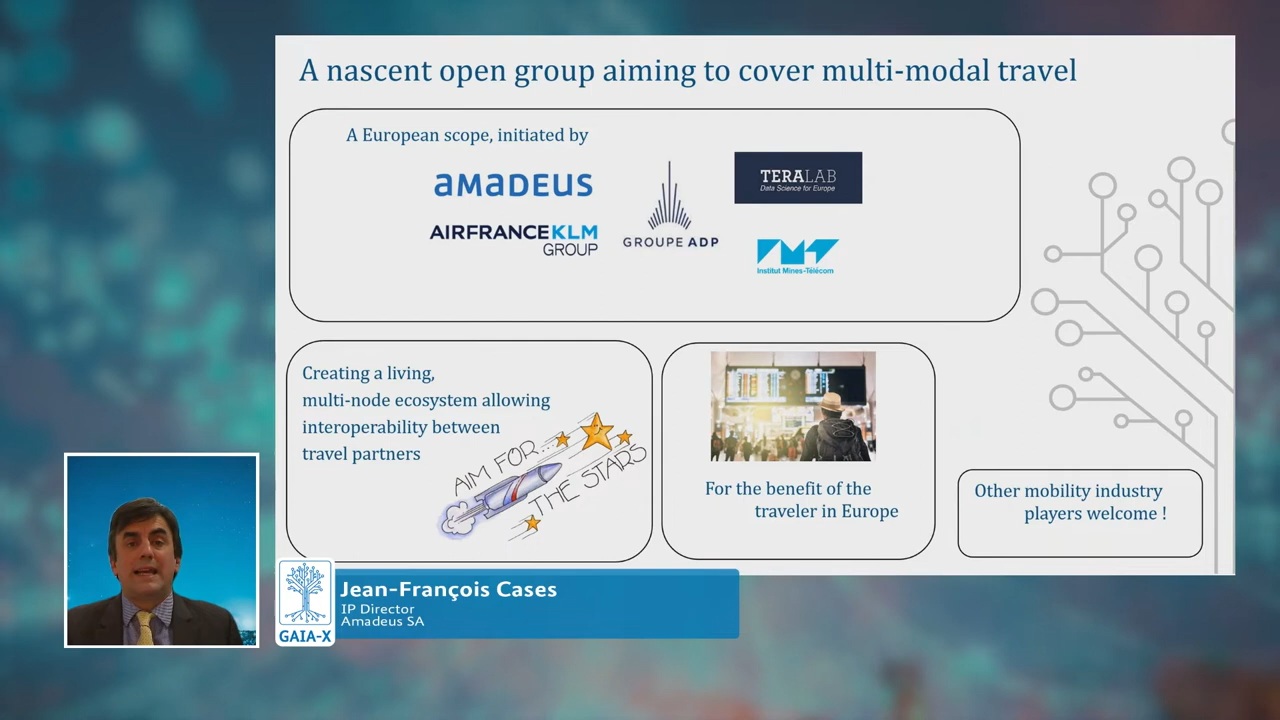 A nascent open group aiming to cover multi-modal travel
A European scope, initiated by
amadeus
AIRFRANCE KLM
GROUP
GROUPE ADP
TERALAB
Data Science for Europe
IMT
Institut Mines-Télécom
Creating a living,
multi-node ecosystem allowing
interoperability between
travel partners
AIM FOR...
THE STARS
For the benefit of the
traveler in Europe
Other mobility industry
players welcome !
GAIA-X
Jean-François Cases
IP Director
Amadeus SA